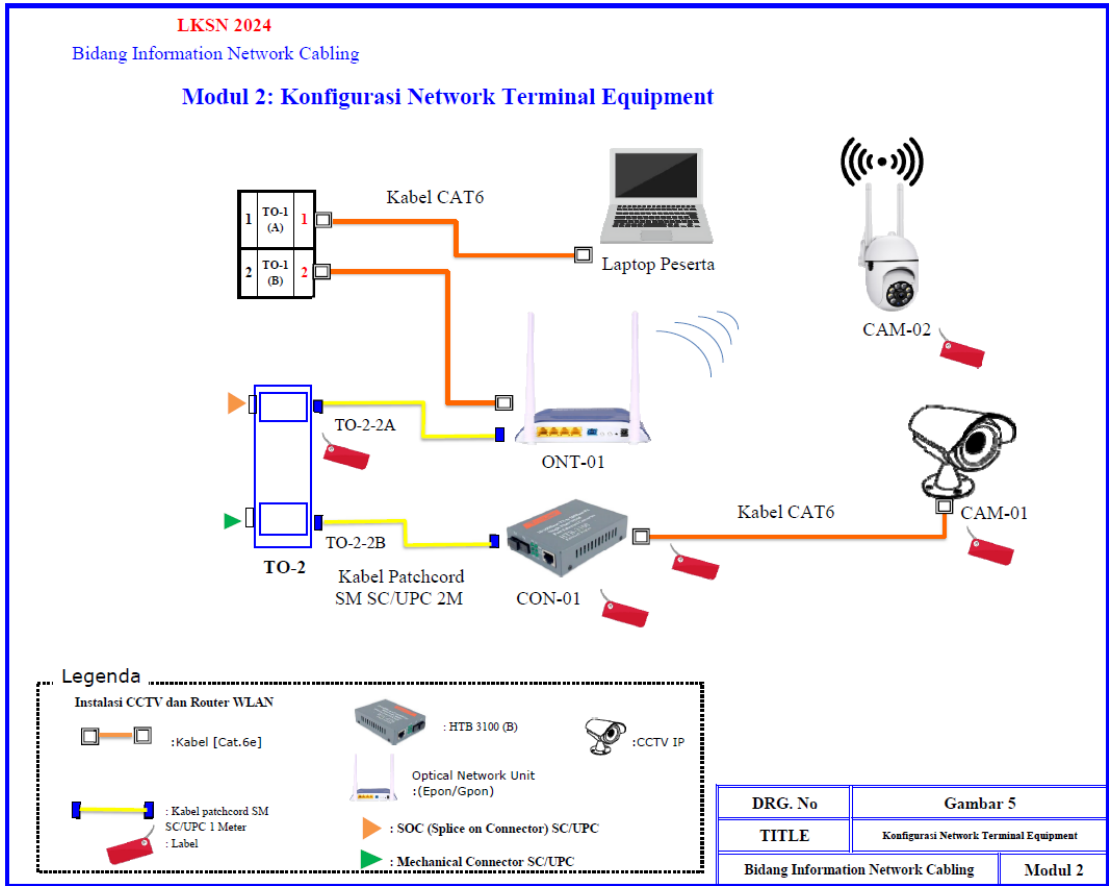 LKSN 2024
Bidang Information Network Cabling
Modul 2: Konfigurasi Network Terminal Equipment
Kabel CAT6
1 TO-1 (A) 1
2 TO-1 (B) 2
Laptop Peserta
CAM-02
TO-2-2A
ONT-01
Kabel CAT6
CAM-01
TO-2-2B
TO-2
Kabel Patchcord
SM SC/UPC 2M
CON-01
Legenda
Instalasi CCTV dan Router WLAN
:Kabel [Cat.6e]
: HTB 3100 (B)
:CCTV IP
Optical Network Unit
:(Epon/Gpon)
: Kabel patchcord SM
SC/UPC 1 Meter
: Label
: SOC (Splice on Connector) SC/UPC
: Mechanical Connector SC/UPC
DRG. No
Gambar 5
TITLE
Konfigurasi Network Terminal Equipment
Bidang Information Network Cabling
Modul 2